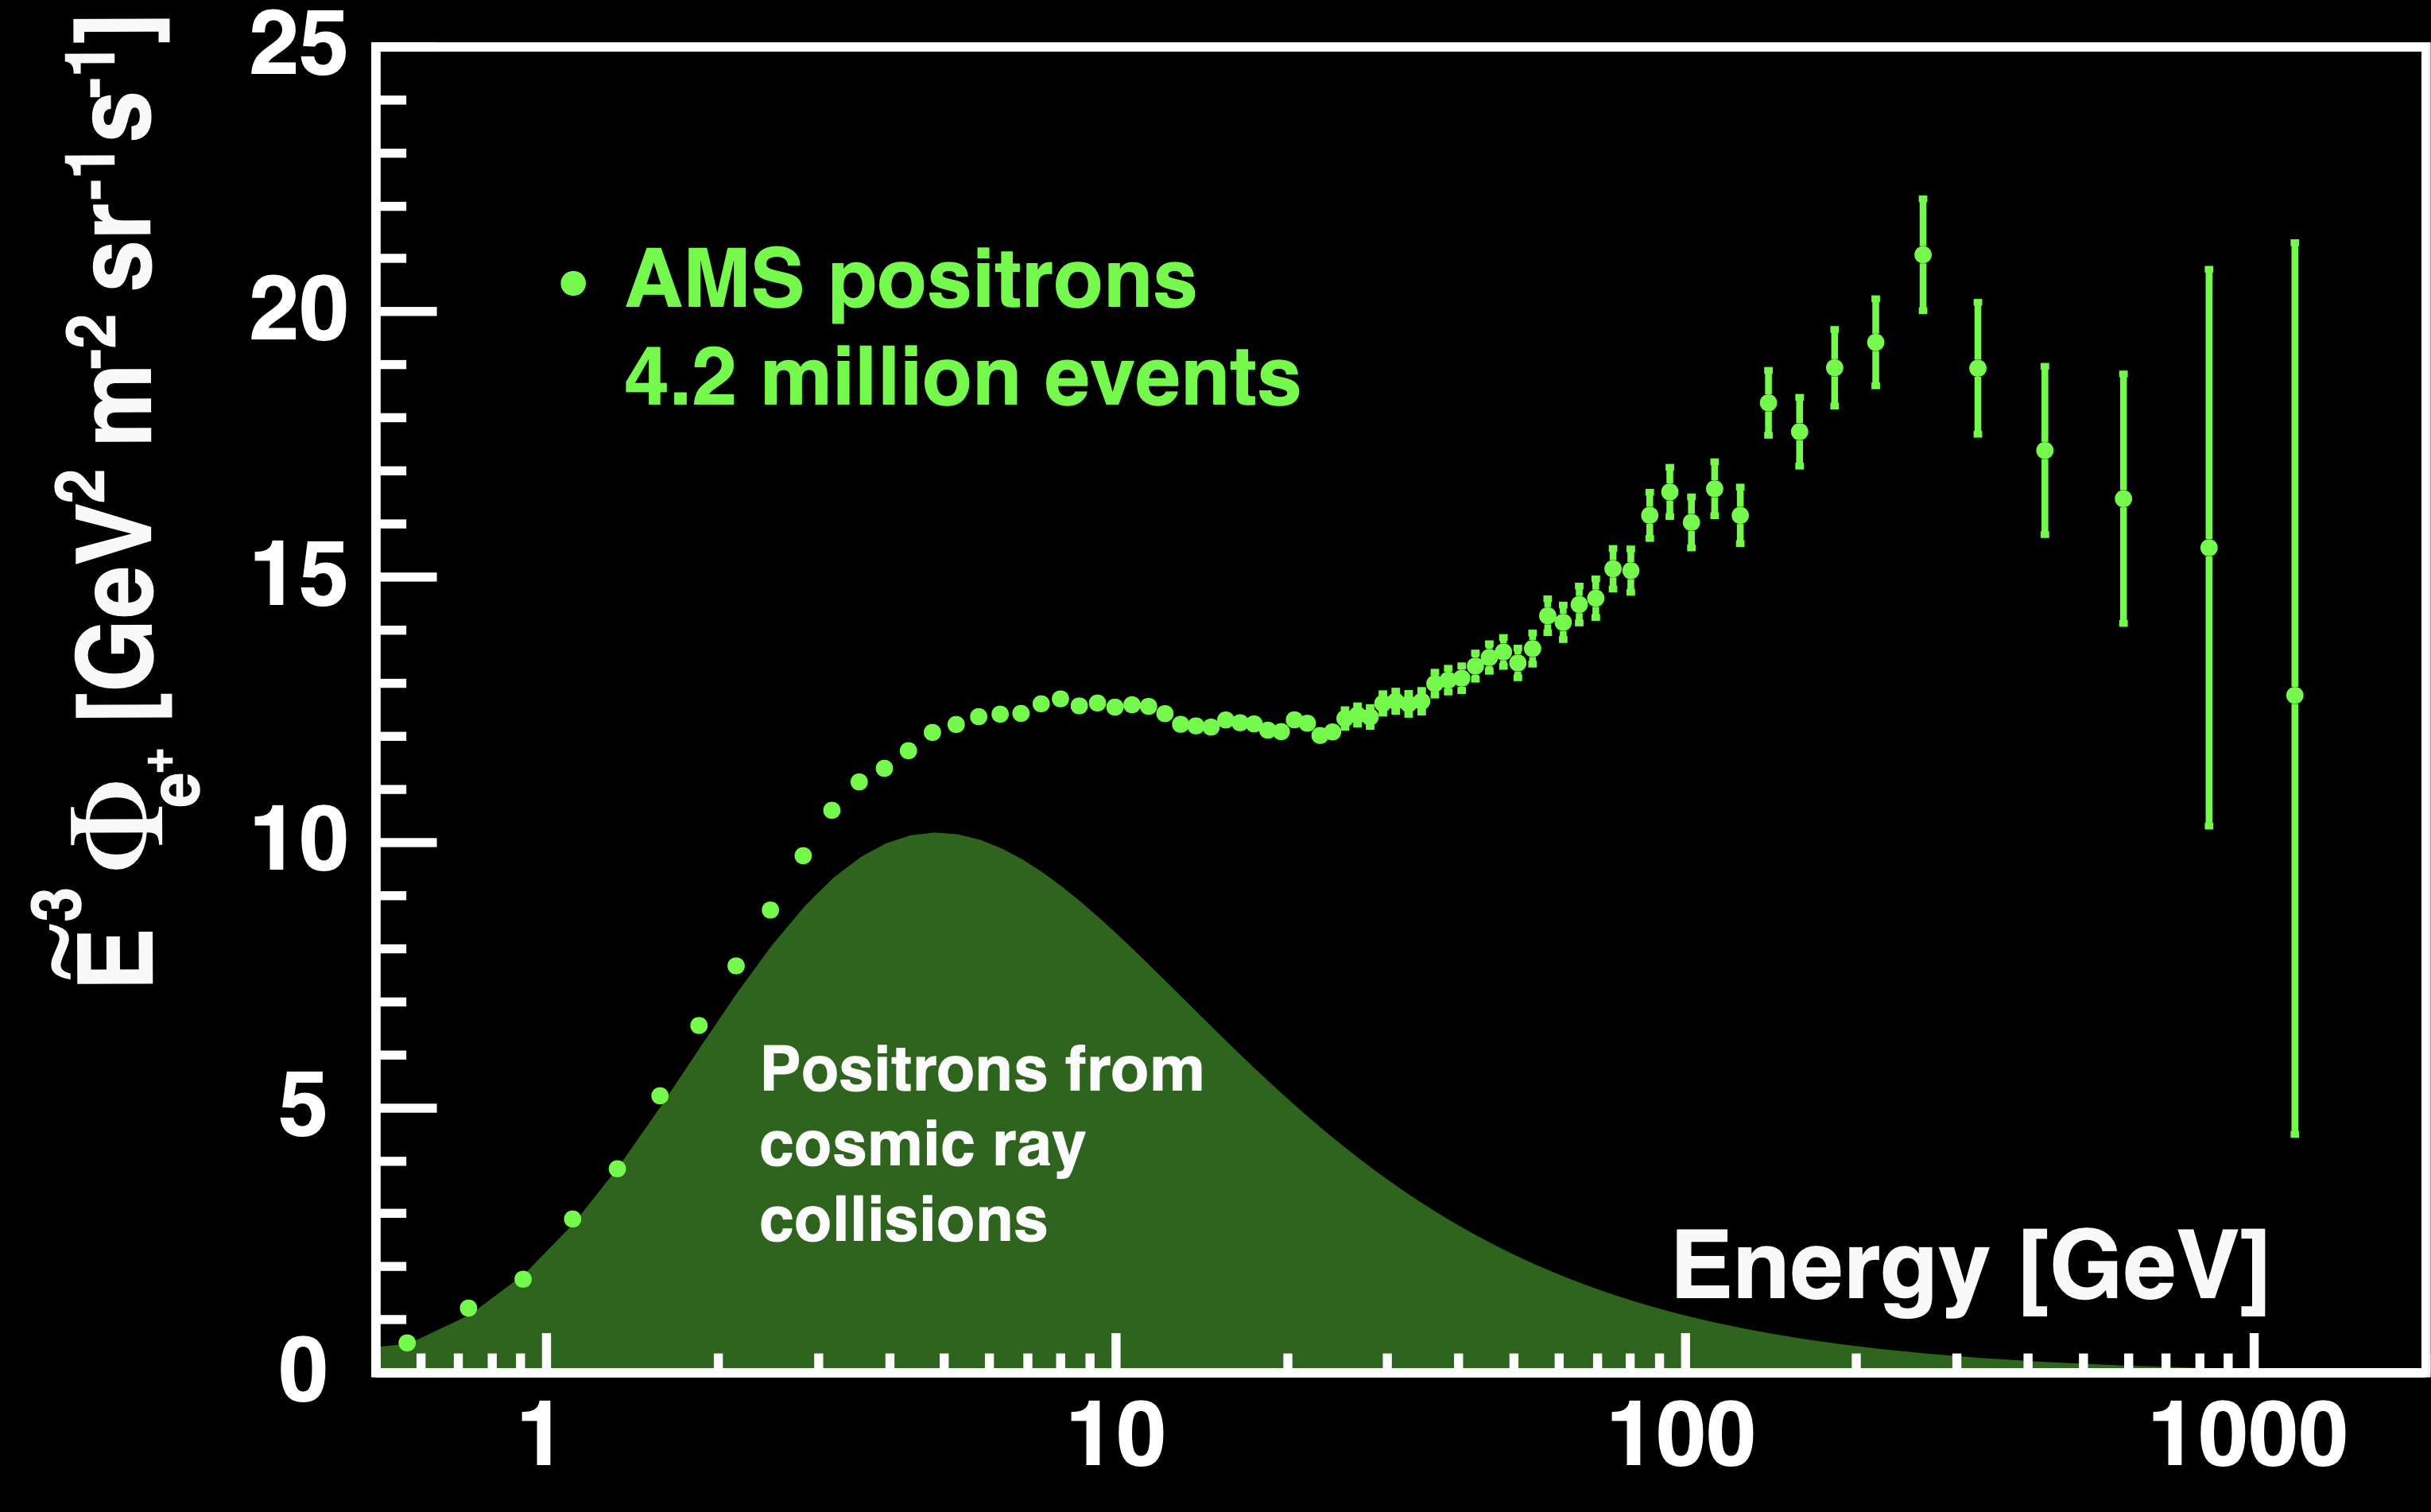 Ẽ³ Φₑ⁺ [GeV² m⁻² sr⁻¹s⁻¹]
25
20
15
10
5
0
AMS positrons
4.2 million events
Positrons from
cosmic ray
collisions
Energy [GeV]
1 10 100 1000